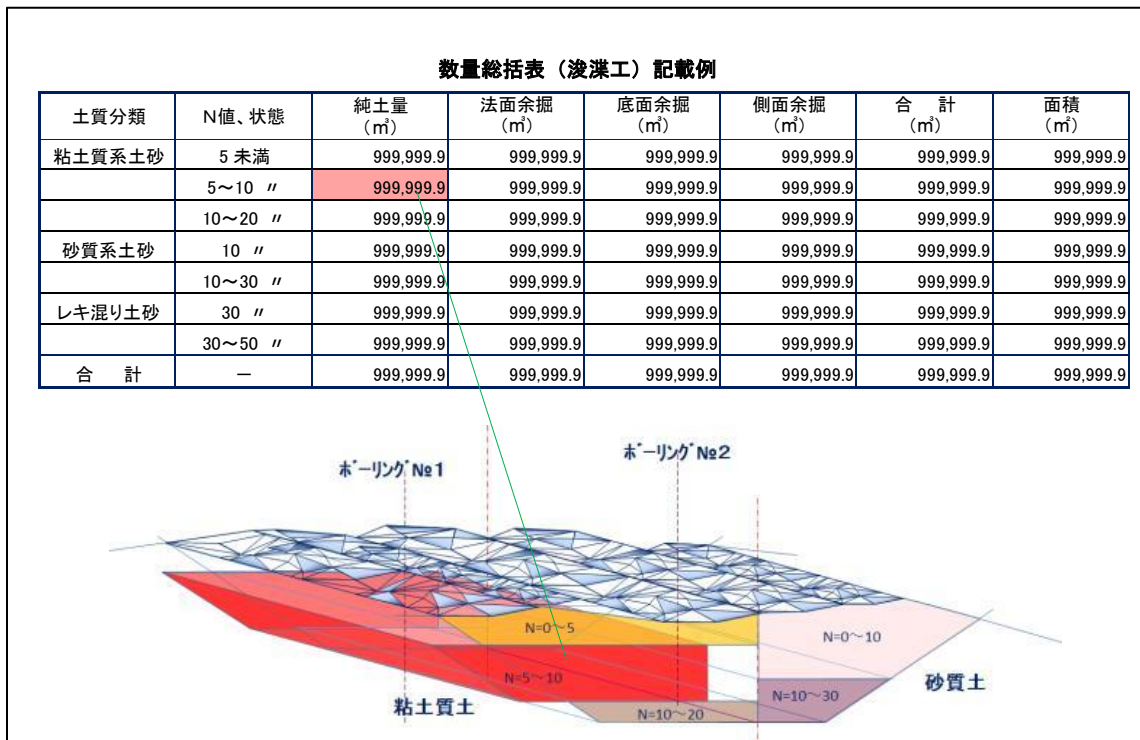 数量総括表（浚渫工）記載例
土質分類 N値、状態 純土量（㎥） 法面余掘（㎥） 底面余掘（㎥） 側面余掘（㎥） 合　計（㎥） 面積（㎡）
粘土質系土砂 5 未満 999,999.9 999,999.9 999,999.9 999,999.9 999,999.9 999,999.9
5～10 〃 999,999.9 999,999.9 999,999.9 999,999.9 999,999.9 999,999.9
10～20 〃 999,999.9 999,999.9 999,999.9 999,999.9 999,999.9 999,999.9
砂質系土砂 10 〃 999,999.9 999,999.9 999,999.9 999,999.9 999,999.9 999,999.9
10～30 〃 999,999.9 999,999.9 999,999.9 999,999.9 999,999.9 999,999.9
レキ混り土砂 30 〃 999,999.9 999,999.9 999,999.9 999,999.9 999,999.9 999,999.9
30～50 〃 999,999.9 999,999.9 999,999.9 999,999.9 999,999.9 999,999.9
合　計 － 999,999.9 999,999.9 999,999.9 999,999.9 999,999.9 999,999.9
ﾎﾞｰﾘﾝｸﾞ№1
ﾎﾞｰﾘﾝｸﾞ№2
N=0～5
N=0～10
N=5～10
N=10～30
砂質土
粘土質土
N=10～20